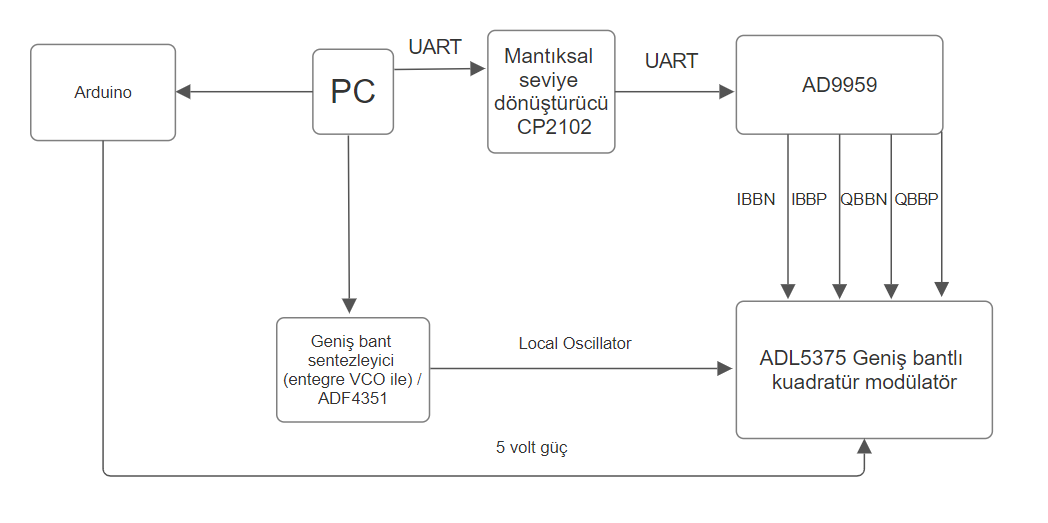 Arduino
PC
UART
Mantıksal
seviye
dönüştürücü
CP2102
UART
AD9959
IBBN
IBBP
QBBN
QBBP
Geniş bant
sentezleyici
(entegre VCO ile) /
ADF4351
Local Oscillator
ADL5375 Geniş bantlı
kuadratür modülatör
5 volt güç